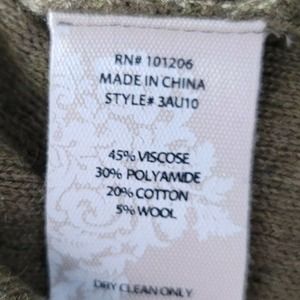 RN# 101206
MADE IN CHINA
STYLE# 3AU10
45% VISCOSE
30% POLYAMIDE
20% COTTON
5% WOOL
DRY CLEAN ONLY